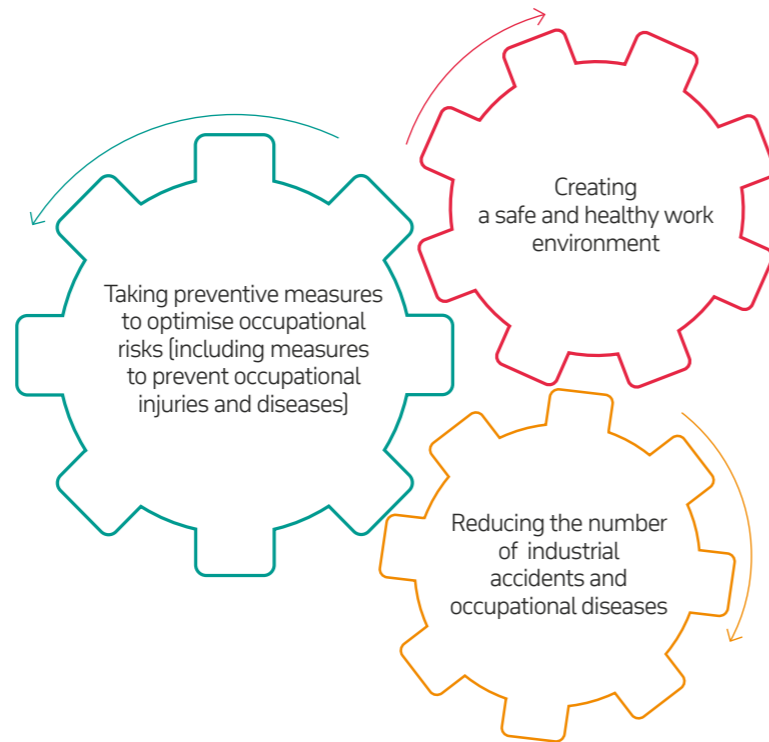 Creating
a safe and healthy work
environment
Taking preventive measures
to optimise occupational
risks (including measures
to prevent occupational
injuries and diseases)
Reducing the number
of industrial
accidents and
occupational diseases